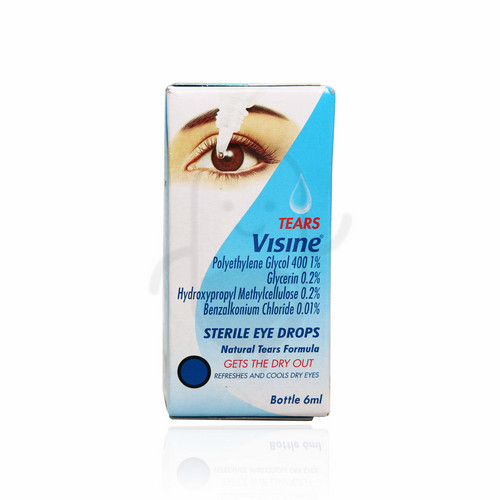 TEARS
VISINE®
Polyethylene Glycol 400 1%
Glycerin 0.2%
Hydroxypropyl Methylcellulose 0.2%
Benzalkonium Chloride 0.01%
STERILE EYE DROPS
Natural Tears Formula
GETS THE DRY OUT
REFRESHES AND COOLS DRY EYES
Bottle 6ml